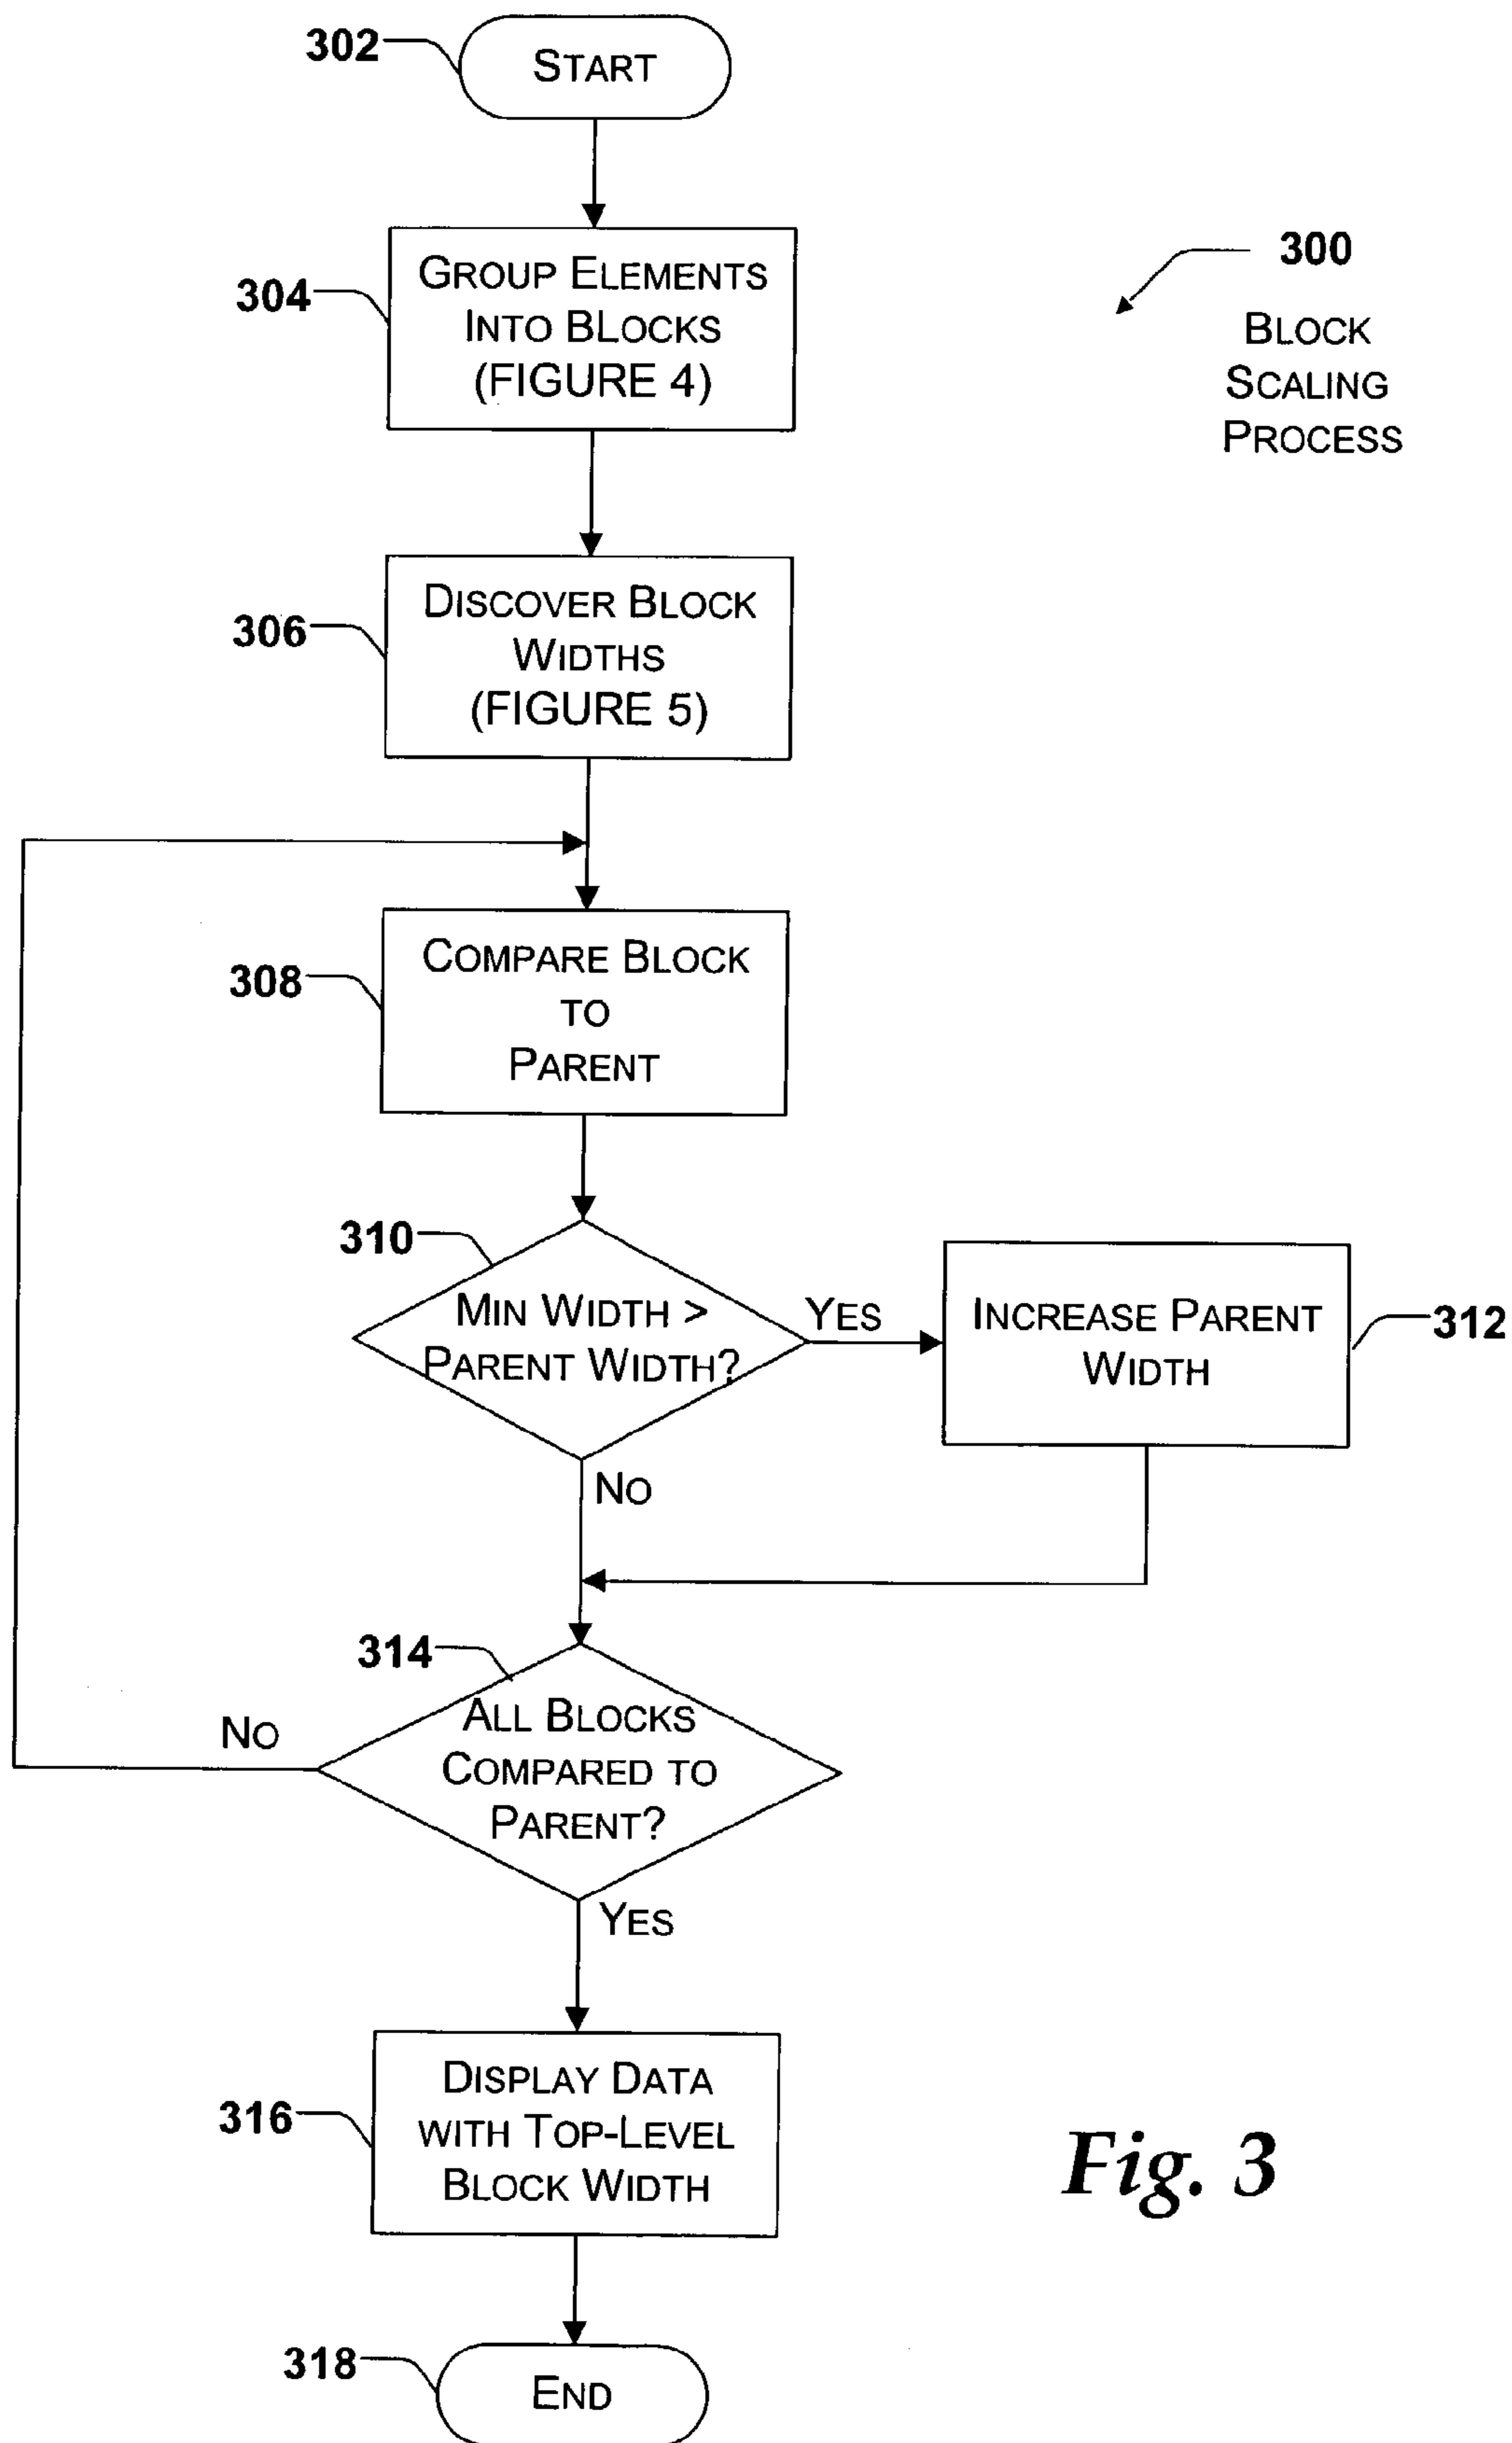 302
START
304
GROUP ELEMENTS
INTO BLOCKS
(FIGURE 4)
300
BLOCK
SCALING
PROCESS
306
DISCOVER BLOCK
WIDTHS
(FIGURE 5)
308
COMPARE BLOCK
TO
PARENT
310
MIN WIDTH >
PARENT WIDTH?
YES
INCREASE PARENT
WIDTH
312
NO
314
ALL BLOCKS
COMPARED TO
PARENT?
NO
YES
316
DISPLAY DATA
WITH TOP-LEVEL
BLOCK WIDTH
Fig. 3
318
END